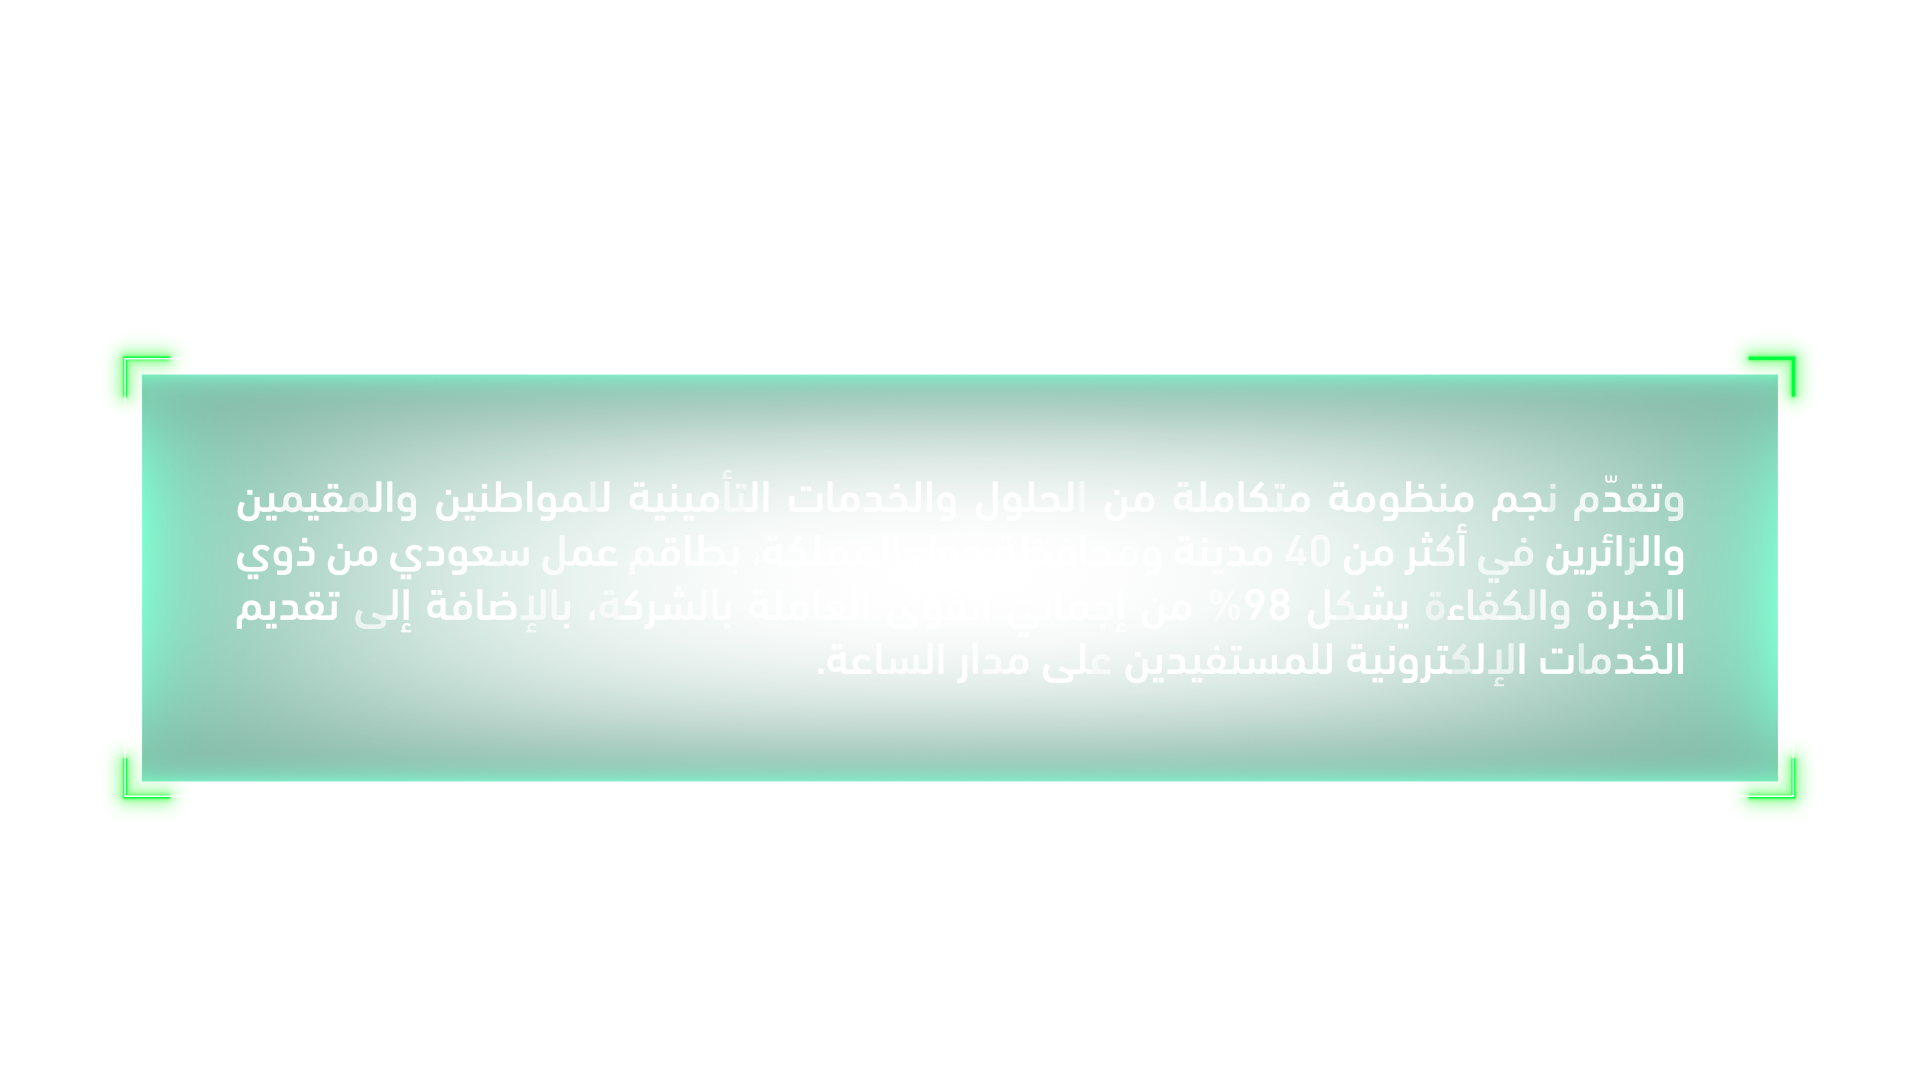 وتقدّم نجم منظومة متكاملة من الحلول والخدمات التأمينية للمواطنين والمقيمين
والزائرين في أكثر من 40 مدينة ومحافظة بالمملكة، بطاقم عمل سعودي من ذوي
الخبرة والكفاءة يشكل 98% من إجمالي القوى العاملة بالشركة، بالإضافة إلى تقديم
الخدمات الإلكترونية للمستفيدين على مدار الساعة.